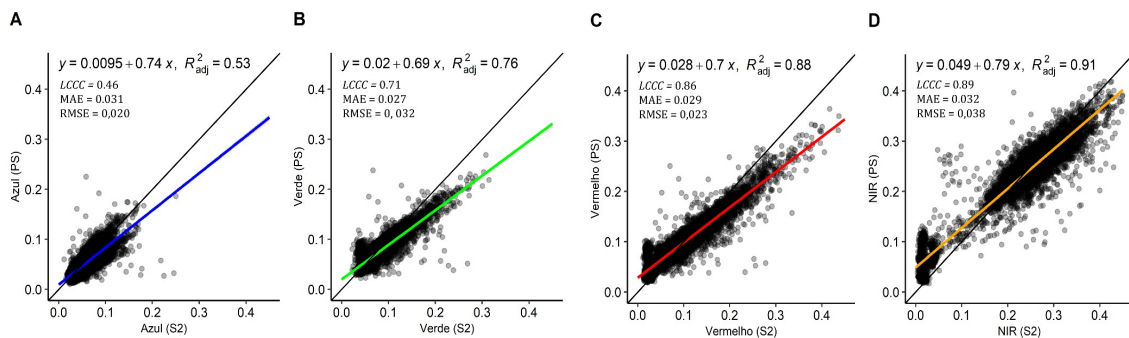 A
y = 0.0095 + 0.74 x, R²adj = 0.53
LCCC = 0.46
MAE = 0.031
RMSE = 0,020
0.4
0.3
0.2
0.1
0.0
Azul (PS)
0.0 0.1 0.2 0.3 0.4
Azul (S2)
B
y = 0.02 + 0.69 x, R²adj = 0.76
LCCC = 0.71
MAE = 0.027
RMSE = 0, 032
0.4
0.3
0.2
0.1
0.0
Verde (PS)
0.0 0.1 0.2 0.3 0.4
Verde (S2)
C
y = 0.028 + 0.7 x, R²adj = 0.88
LCCC = 0.86
MAE = 0.029
RMSE = 0,023
0.4
0.3
0.2
0.1
0.0
Vermelho (PS)
0.0 0.1 0.2 0.3 0.4
Vermelho (S2)
D
y = 0.049 + 0.79 x, R²adj = 0.91
LCCC = 0.89
MAE = 0.032
RMSE = 0,038
0.4
0.3
0.2
0.1
0.0
NIR (PS)
0.0 0.1 0.2 0.3 0.4
NIR (S2)